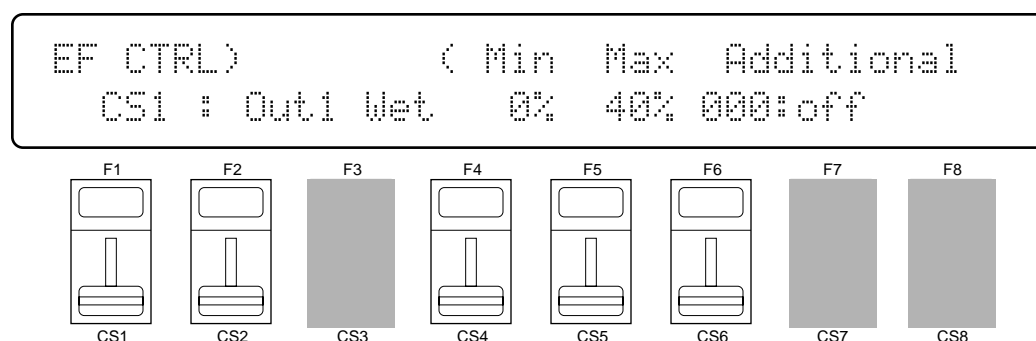 EF CTRL) ( Min Max Additional
CS1 : Out1 Wet 0% 40% 000:off
F1 F2 F3 F4 F5 F6 F7 F8
CS1 CS2 CS3 CS4 CS5 CS6 CS7 CS8